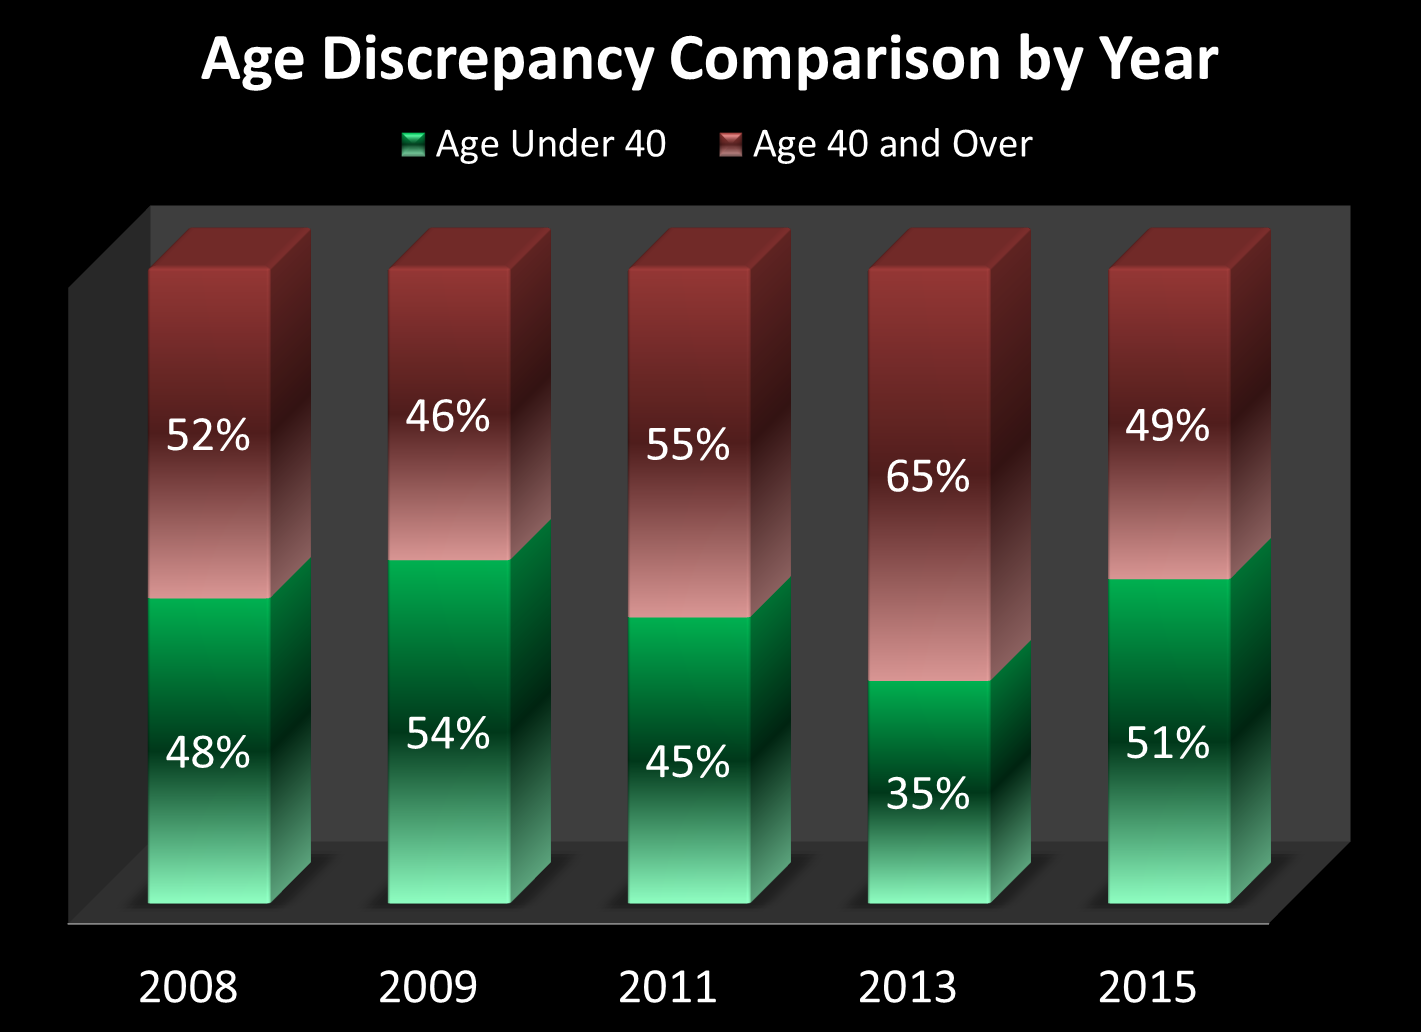 Age Discrepancy Comparison by Year
Age Under 40 Age 40 and Over
52% 46% 55% 65% 49%
48% 54% 45% 35% 51%
2008 2009 2011 2013 2015